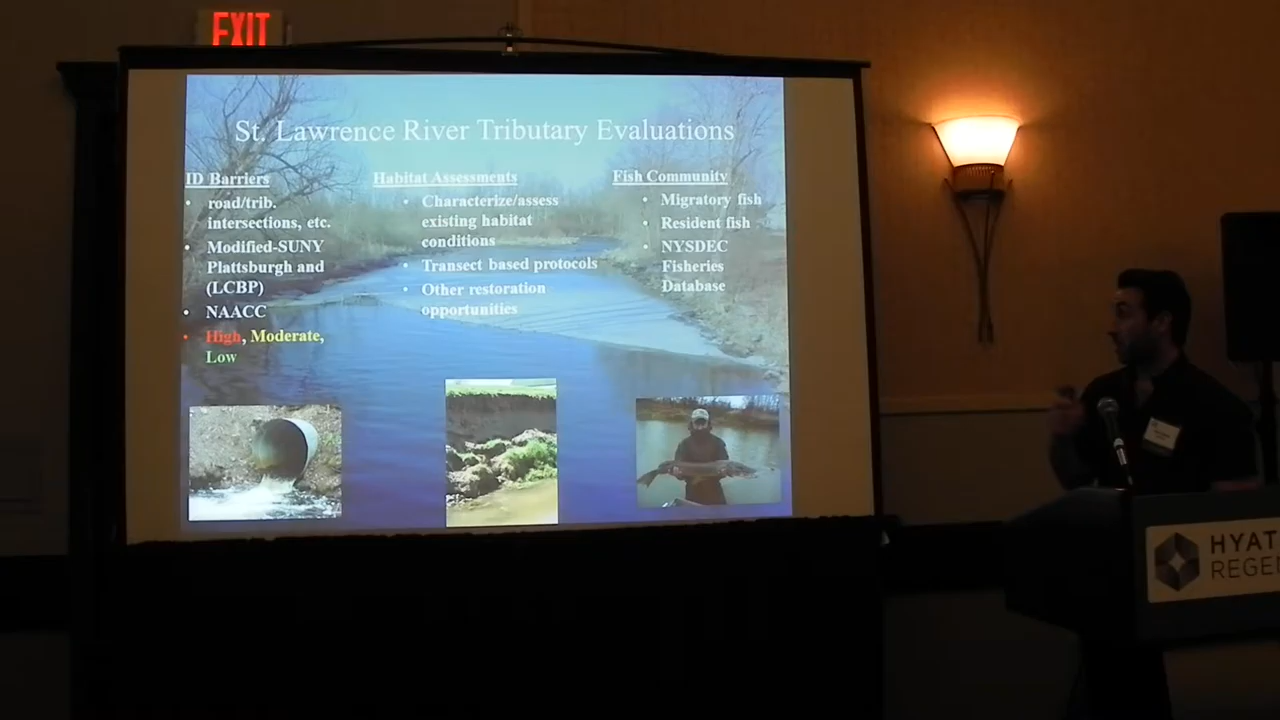 EXIT
St. Lawrence River Tributary Evaluations
ID Barriers
• road/trib.
intersections, etc.
• Modified-SUNY
Plattsburgh and
(LCBP)
• NAACC
• High, Moderate,
Low
Habitat Assessments
• Characterize/assess
existing habitat
conditions
• Transect based protocols
• Other restoration
opportunities
Fish Community
• Migratory fish
• Resident fish
• NYSDEC
Fisheries
Database
HYAT
REGE